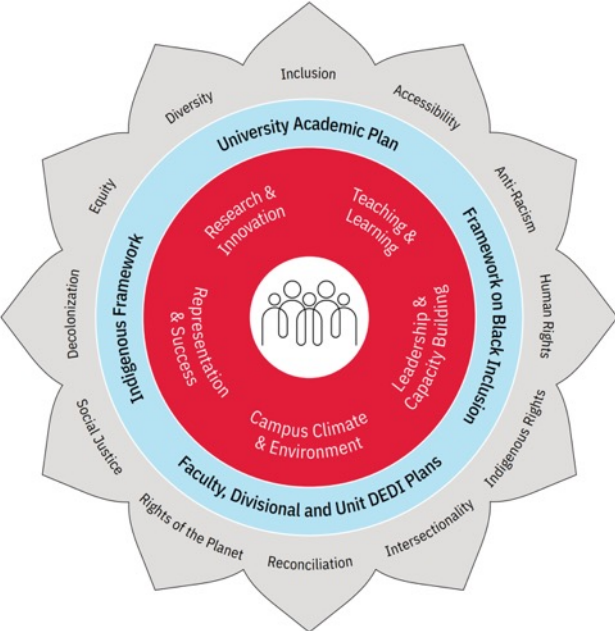 Inclusion
Accessibility
Anti-Racism
Human Rights
Indigenous Rights
Intersectionality
Reconciliation
Rights of the Planet
Social Justice
Decolonization
Equity
Diversity
University Academic Plan
Framework on Black Inclusion
Faculty, Divisional and Unit DEDI Plans
Indigenous Framework
Research &
Innovation
Teaching &
Learning
Leadership &
Capacity Building
Campus Climate
& Environment
Representation
& Success